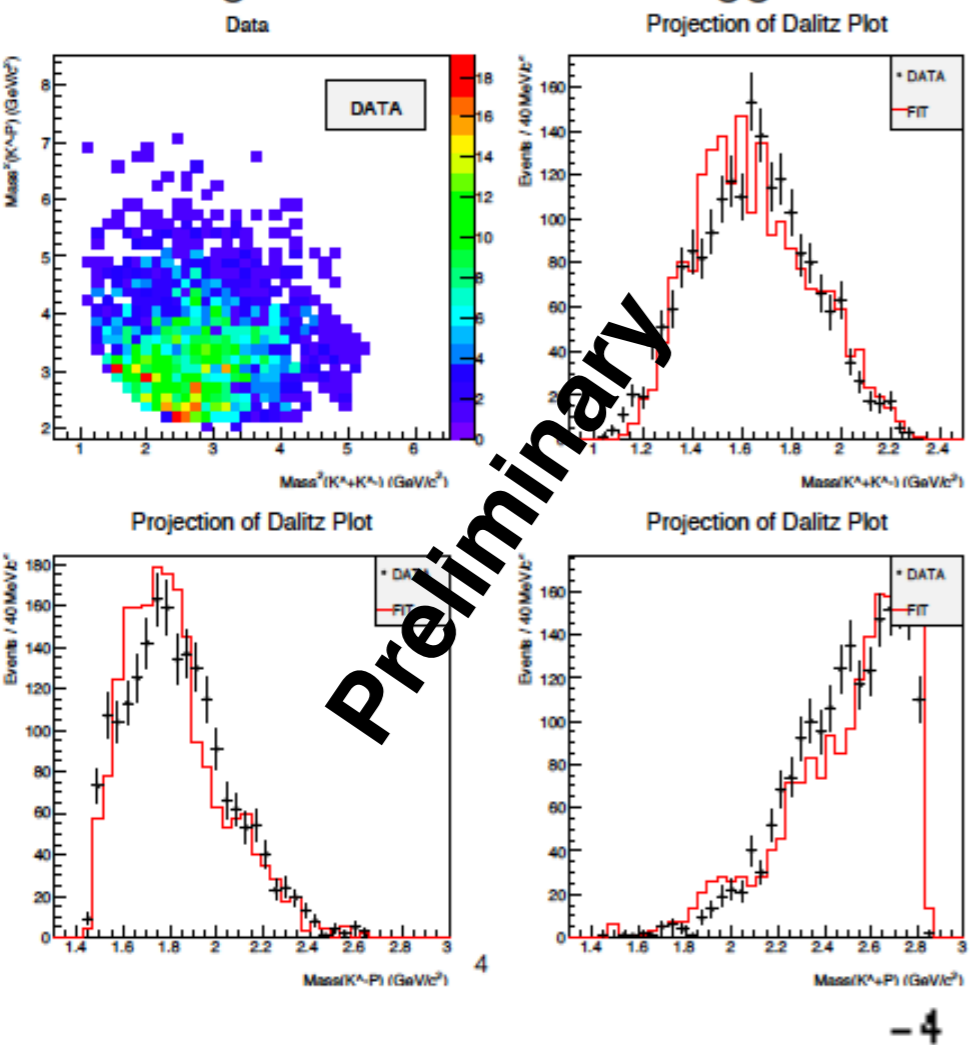 Data
Projection of Dalitz Plot
Mass²(K^-P) (GeV/c²)
8
7
6
5
4
3
2
DATA
18
16
14
12
10
8
6
4
2
0
1 2 3 4 5 6
Mass²(K^+K^-) (GeV/c²)
Events / 40 MeV/c²
160
140
120
100
80
60
40
DATA
FIT
1 1.2 1.4 1.6 1.8 2 2.2 2.4
Mass(K^+K^-) (GeV/c²)
Preliminary
Projection of Dalitz Plot
Projection of Dalitz Plot
Events / 40 MeV/c²
180
160
140
120
100
80
60
40
20
0
DATA
FIT
1.4 1.6 1.8 2 2.2 2.4 2.6 2.8 3
Mass(K^-P) (GeV/c²)
Events / 40 MeV/c²
160
140
120
100
80
60
40
20
0
DATA
FIT
1.4 1.6 1.8 2 2.2 2.4 2.6 2.8 3
Mass(K^+P) (GeV/c²)
4